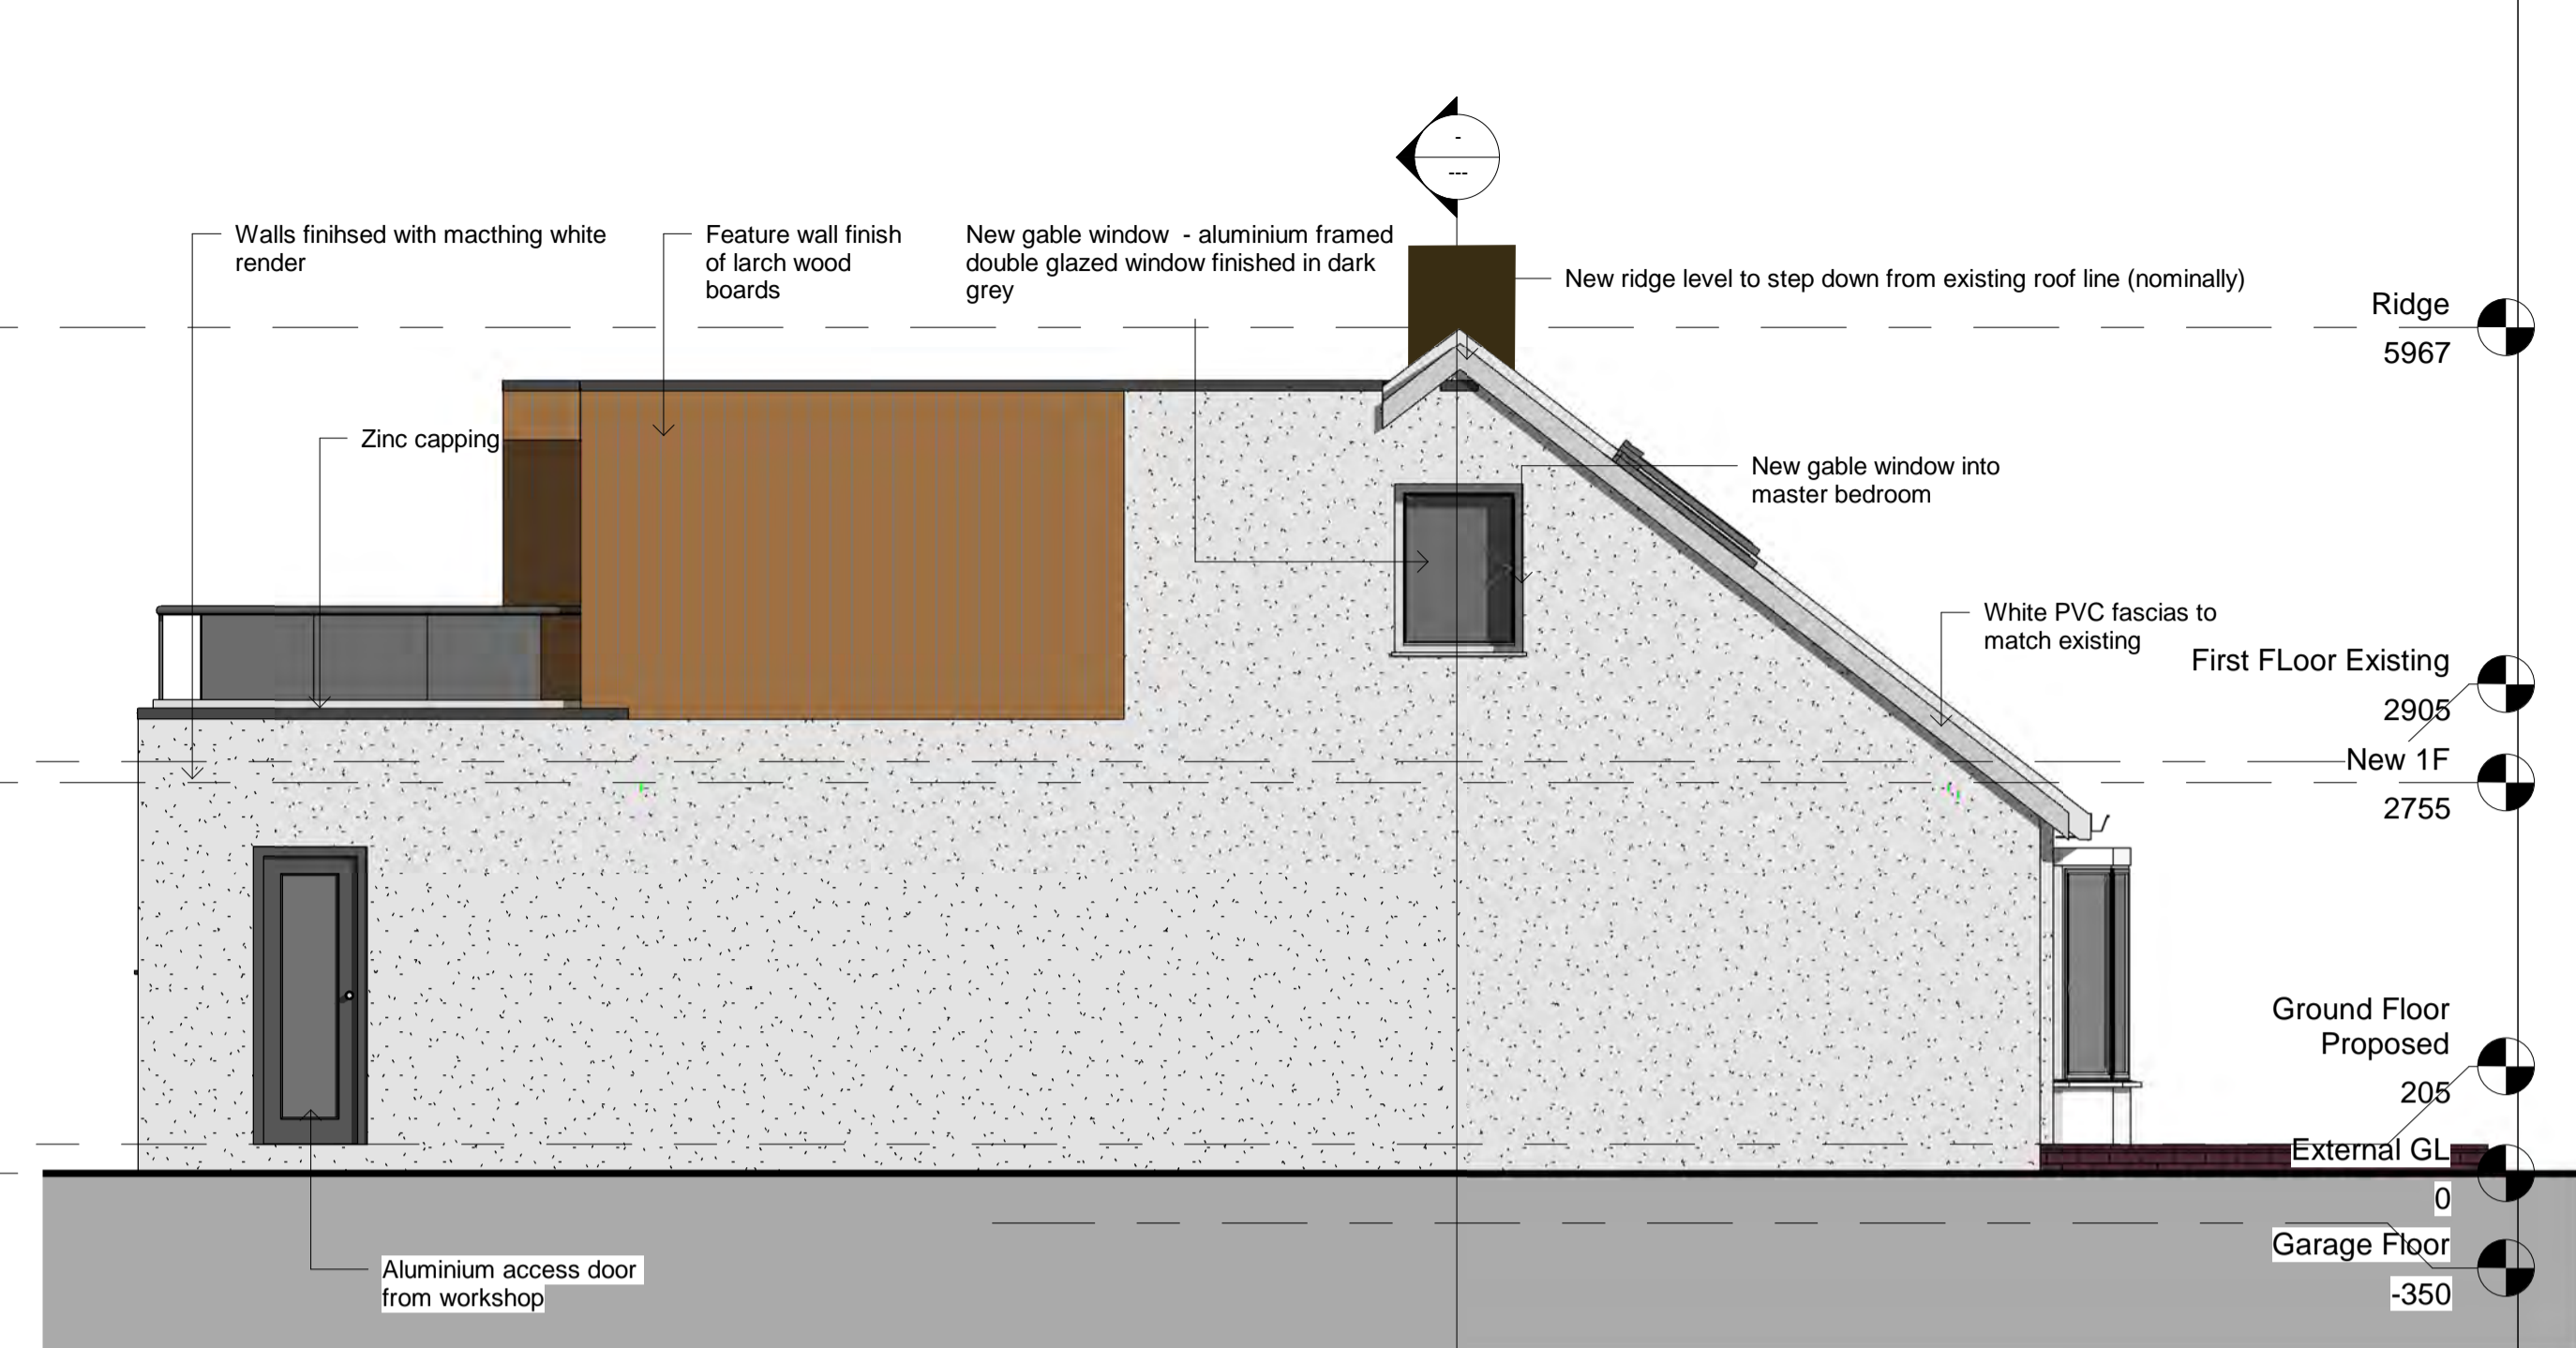 -
---
Walls finihsed with macthing white
render
Feature wall finish
of larch wood
boards
New gable window  - aluminium framed
double glazed window finished in dark
grey
New ridge level to step down from existing roof line (nominally)
Ridge
5967
Zinc capping
New gable window into
master bedroom
White PVC fascias to
match existing
First FLoor Existing
2905
New 1F
2755
Ground Floor
Proposed
205
External GL
0
Garage Floor
-350
Aluminium access door
from workshop